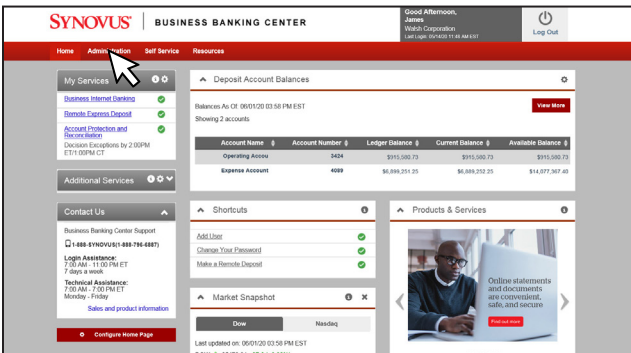 SYNOVUS®
BUSINESS BANKING CENTER
Good Afternoon,
James
Walsh Corporation
Last Login: 05/14/20 11:46 AM EST
Log Out
Home Administration Self Service Resources
My Services
Business Internet Banking
Remote Express Deposit
Account Protection and
Reconciliation
Decision Exceptions by 2:00PM
ET/1:00PM CT
Additional Services
Contact Us
Business Banking Center Support
1-888-SYNOVUS(1-888-796-6887)
Login Assistance:
7:00 AM - 11:00 PM ET
7 days a week
Technical Assistance:
7:00 AM - 7:00 PM ET
Monday - Friday
Sales and product information
Configure Home Page
Deposit Account Balances
Balances As Of: 06/01/20 03:58 PM EST
View More
Showing 2 accounts
Account Name Account Number Ledger Balance Current Balance Available Balance
Operating Accou 3424 $915,580.73 $915,580.73 $915,580.73
Expense Account 4089 $6,889,251.25 $6,889,252.25 $14,077,367.40
Shortcuts
Add User
Change Your Password
Make a Remote Deposit
Market Snapshot
Dow Nasdaq
Last updated on: 06/01/20 03:58 PM EST
Products & Services
Online statements
and documents
are convenient,
safe, and secure
Find out more